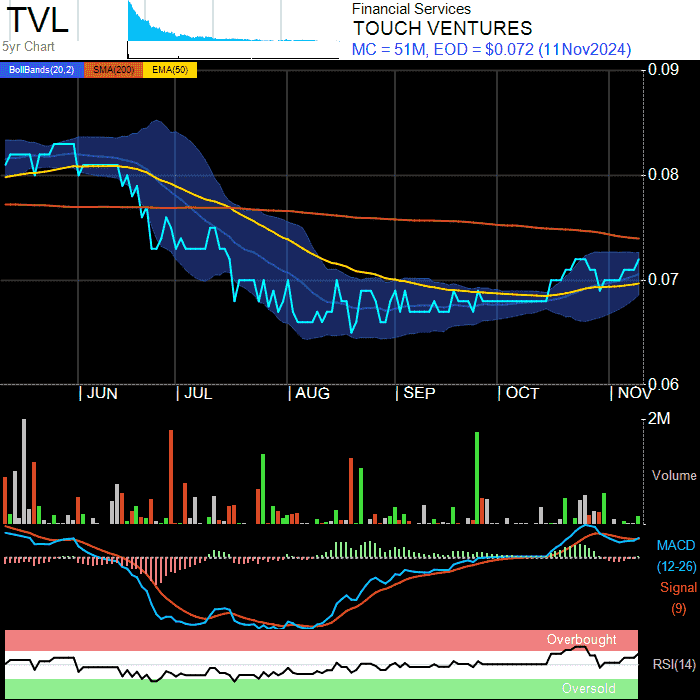 TVL
5yr Chart
Financial Services
TOUCH VENTURES
MC = 51M, EOD = $0.072 (11Nov2024)
BollBands(20,2) SMA(200) EMA(50)
0.09
0.08
0.07
0.06
JUN JUL AUG SEP OCT NOV
2M
Volume
MACD
(12-26)
Signal
(9)
Overbought
RSI(14)
Oversold